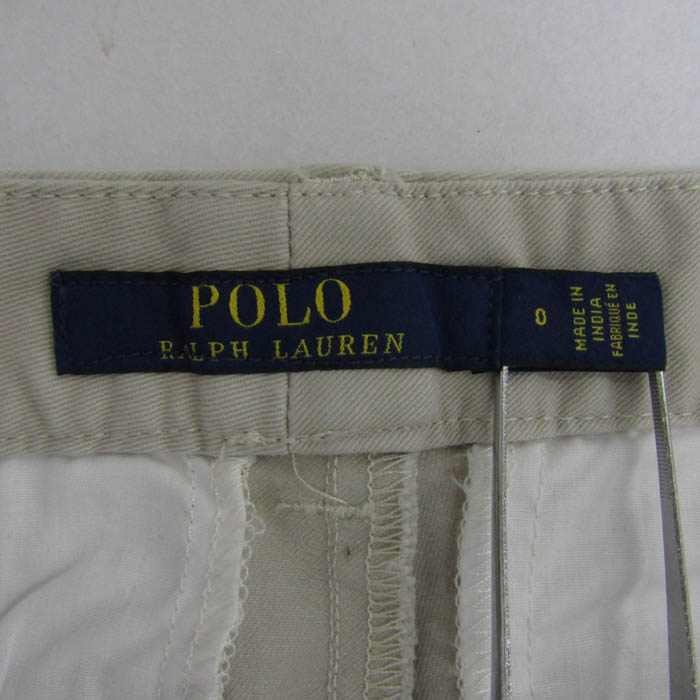 POLO
RALPH LAUREN
0
MADE IN
INDIA
FABRIQUÉ EN
INDE